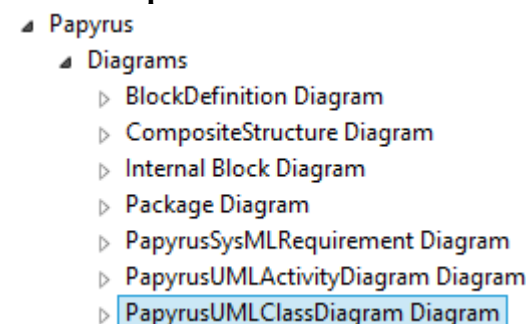 Papyrus
Diagrams
BlockDefinition Diagram
CompositeStructure Diagram
Internal Block Diagram
Package Diagram
PapyrusSysMLRequirement Diagram
PapyrusUMLActivityDiagram Diagram
PapyrusUMLClassDiagram Diagram